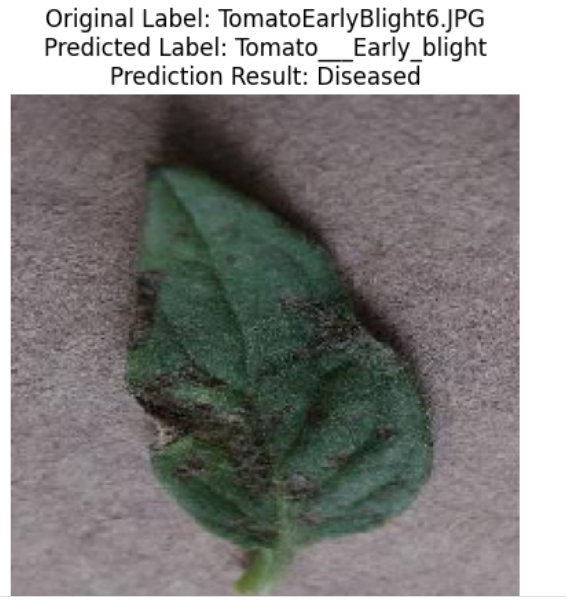 Original Label: TomatoEarlyBlight6.JPG
Predicted Label: Tomato___Early_blight
Prediction Result: Diseased